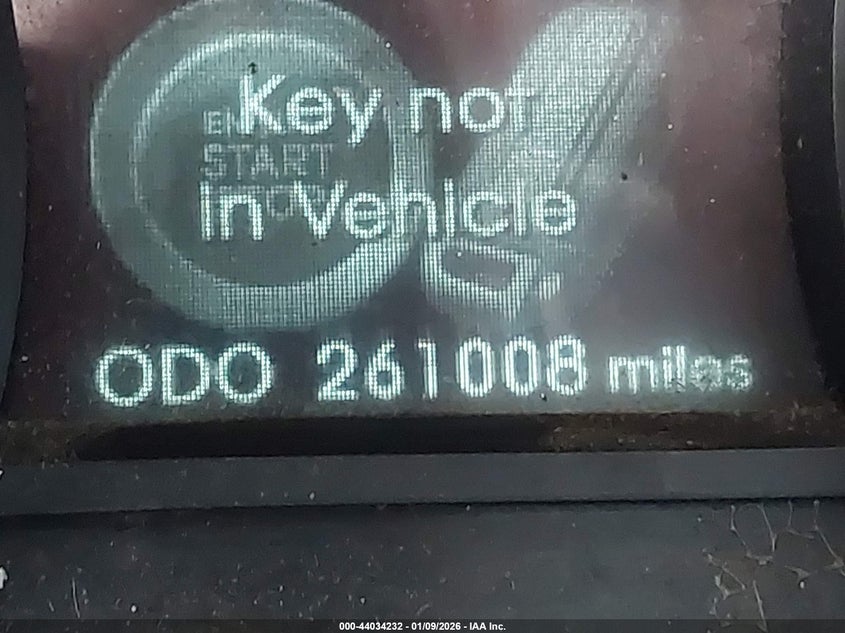 Key not
in Vehicle
START
ODO 261008 miles
000-44034232 - 01/09/2026 - IAA Inc.